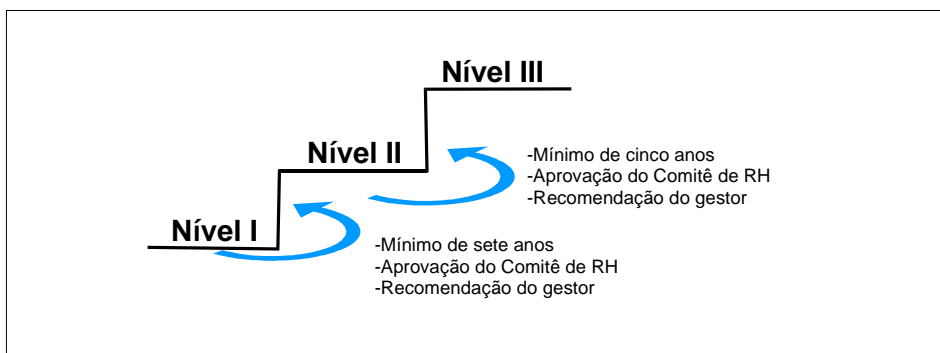 Nível III
Nível II
-Mínimo de cinco anos
-Aprovação do Comitê de RH
-Recomendação do gestor
Nível I
-Mínimo de sete anos
-Aprovação do Comitê de RH
-Recomendação do gestor